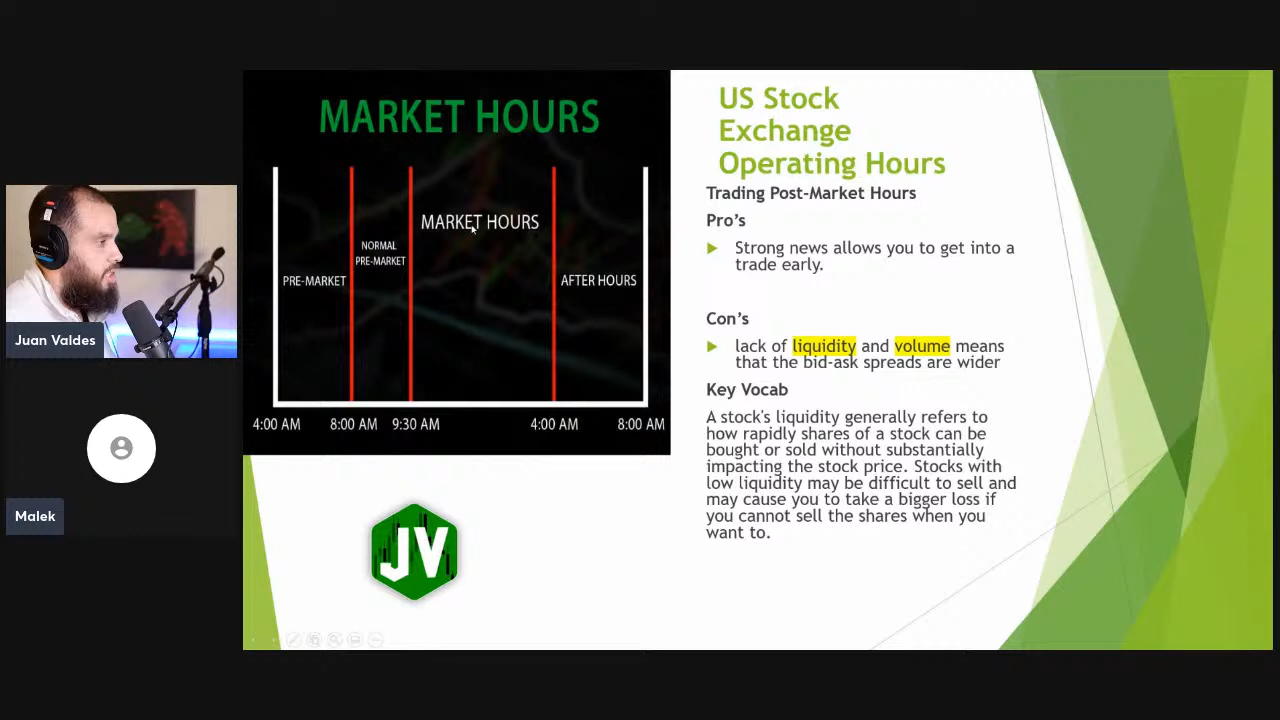 MARKET HOURS
MARKET HOURS
NORMAL
PRE-MARKET
PRE-MARKET
AFTER HOURS
4:00 AM 8:00 AM 9:30 AM 4:00 AM 8:00 AM
JV
US Stock
Exchange
Operating Hours
Trading Post-Market Hours
Pro's
Strong news allows you to get into a
trade early.
Con's
lack of liquidity and volume means
that the bid-ask spreads are wider
Key Vocab
A stock's liquidity generally refers to
how rapidly shares of a stock can be
bought or sold without substantially
impacting the stock price. Stocks with
low liquidity may be difficult to sell and
may cause you to take a bigger loss if
you cannot sell the shares when you
want to.
Juan Valdes
Malek